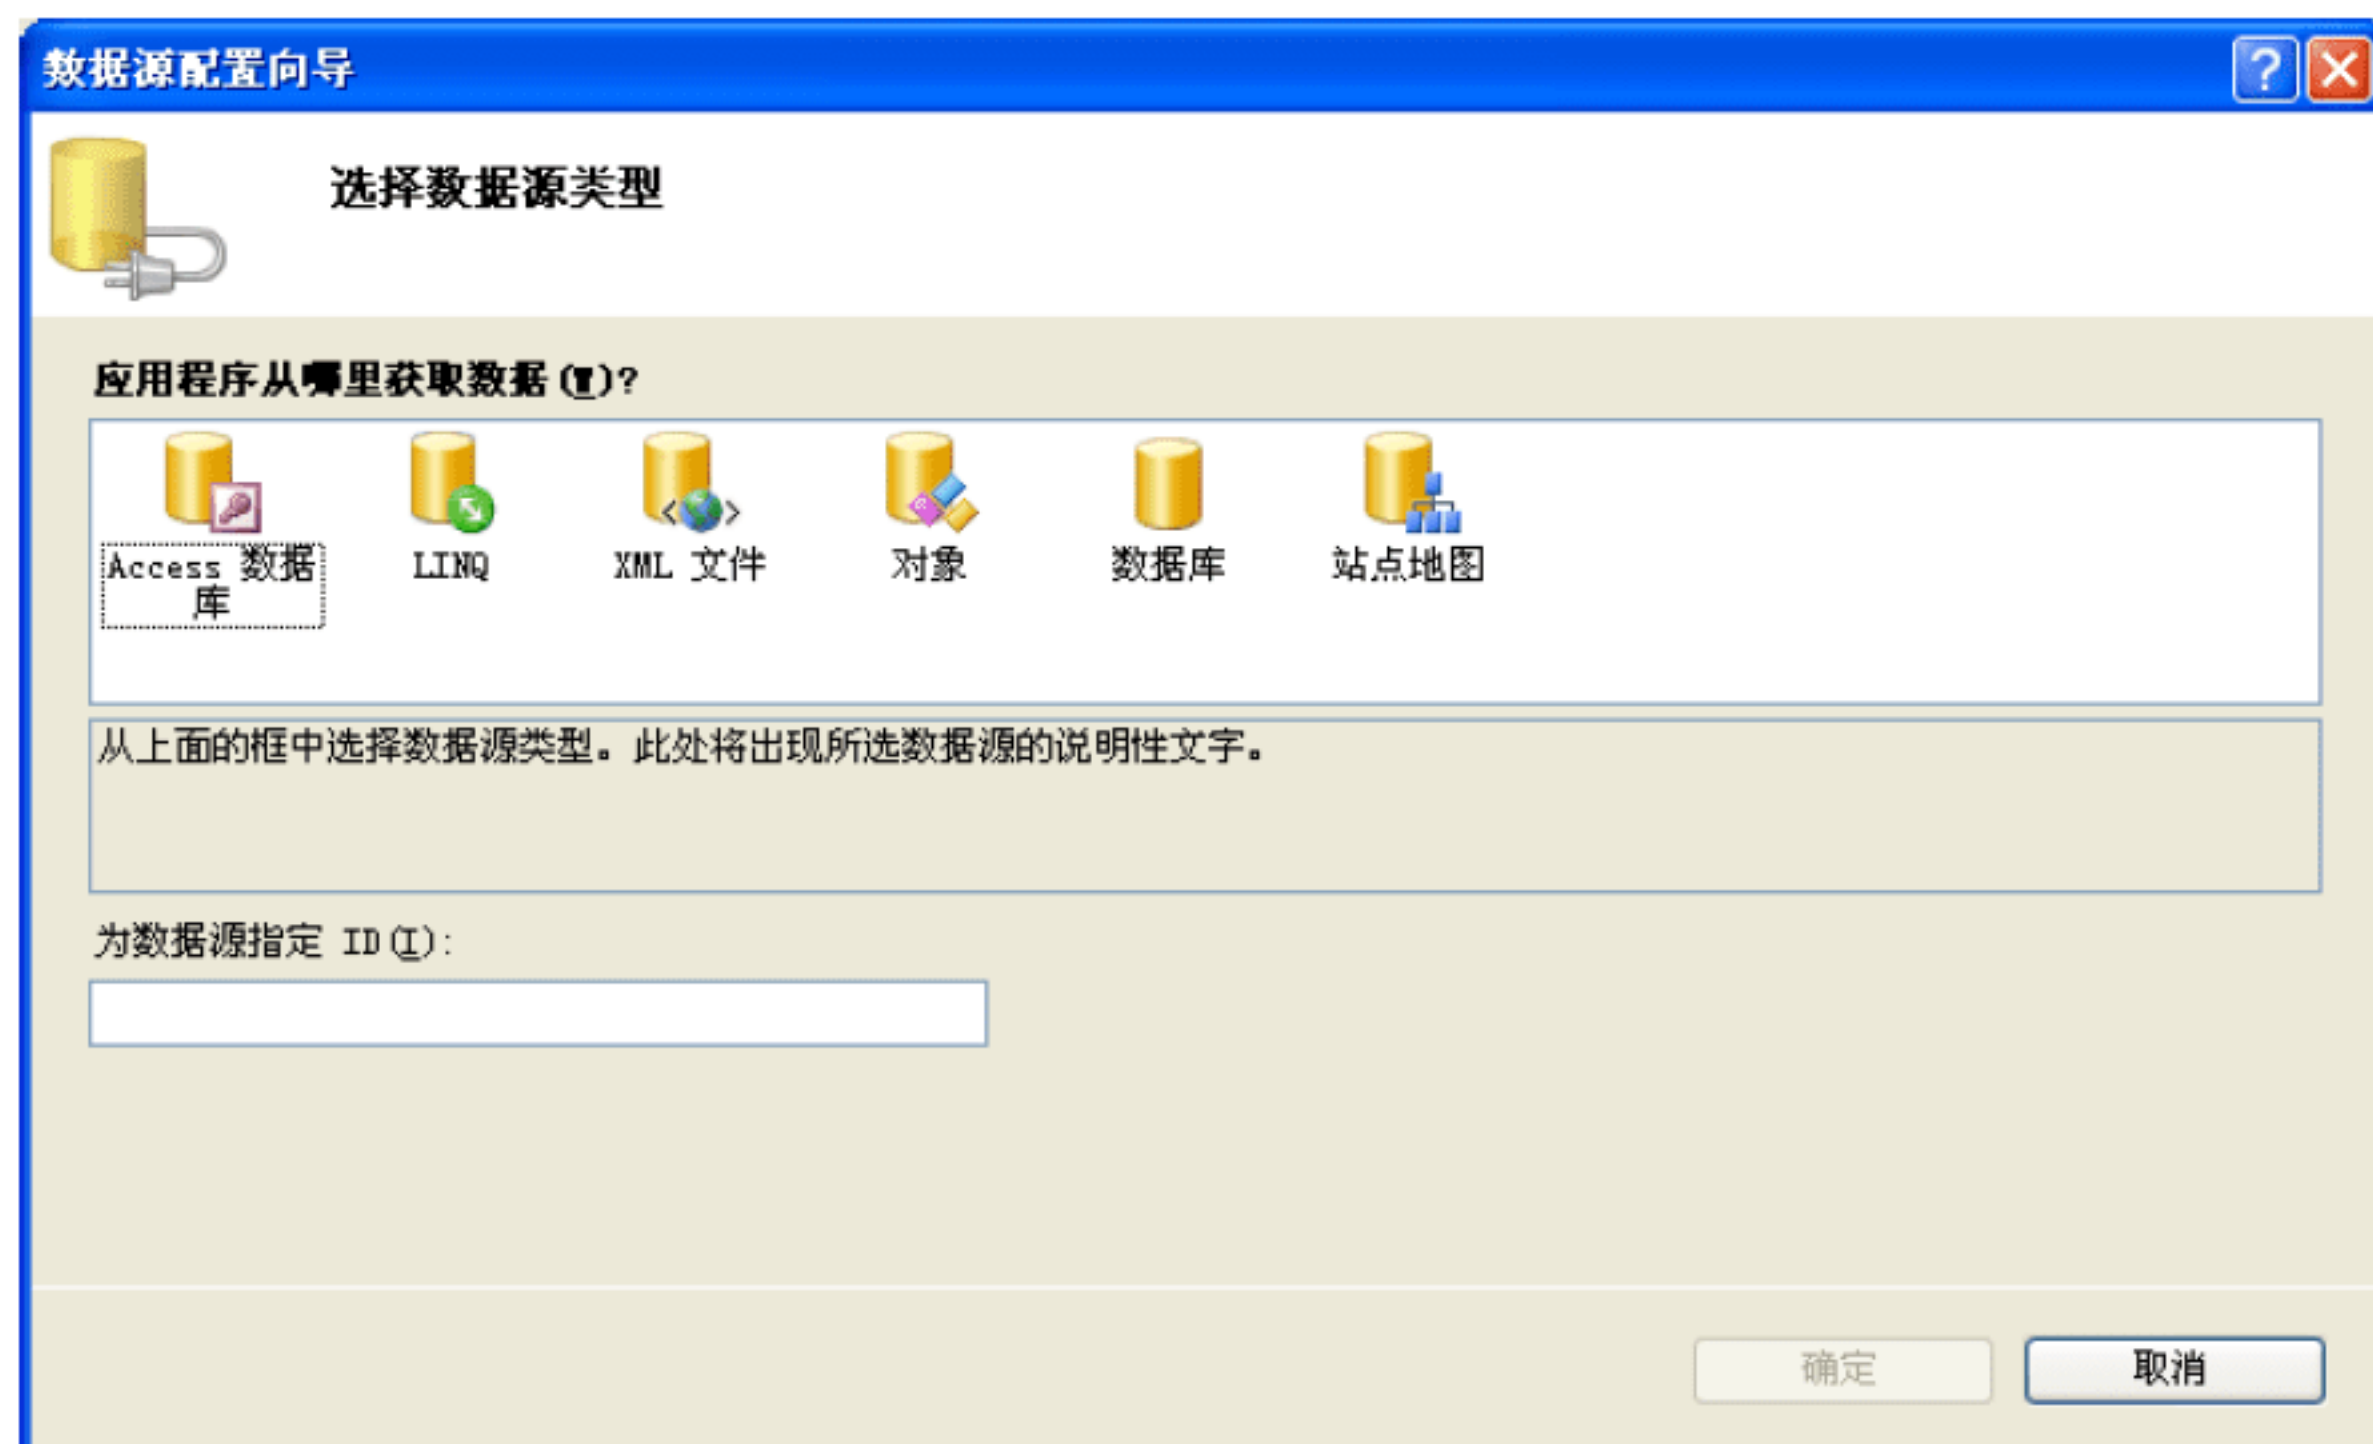 数据源配置向导
选择数据源类型
应用程序从哪里获取数据(W)?
Access 数据
库
LINQ
XML 文件
对象
数据库
站点地图
从上面的框中选择数据源类型。此处将出现所选数据源的说明性文字。
为数据源指定 ID(I):
确定
取消